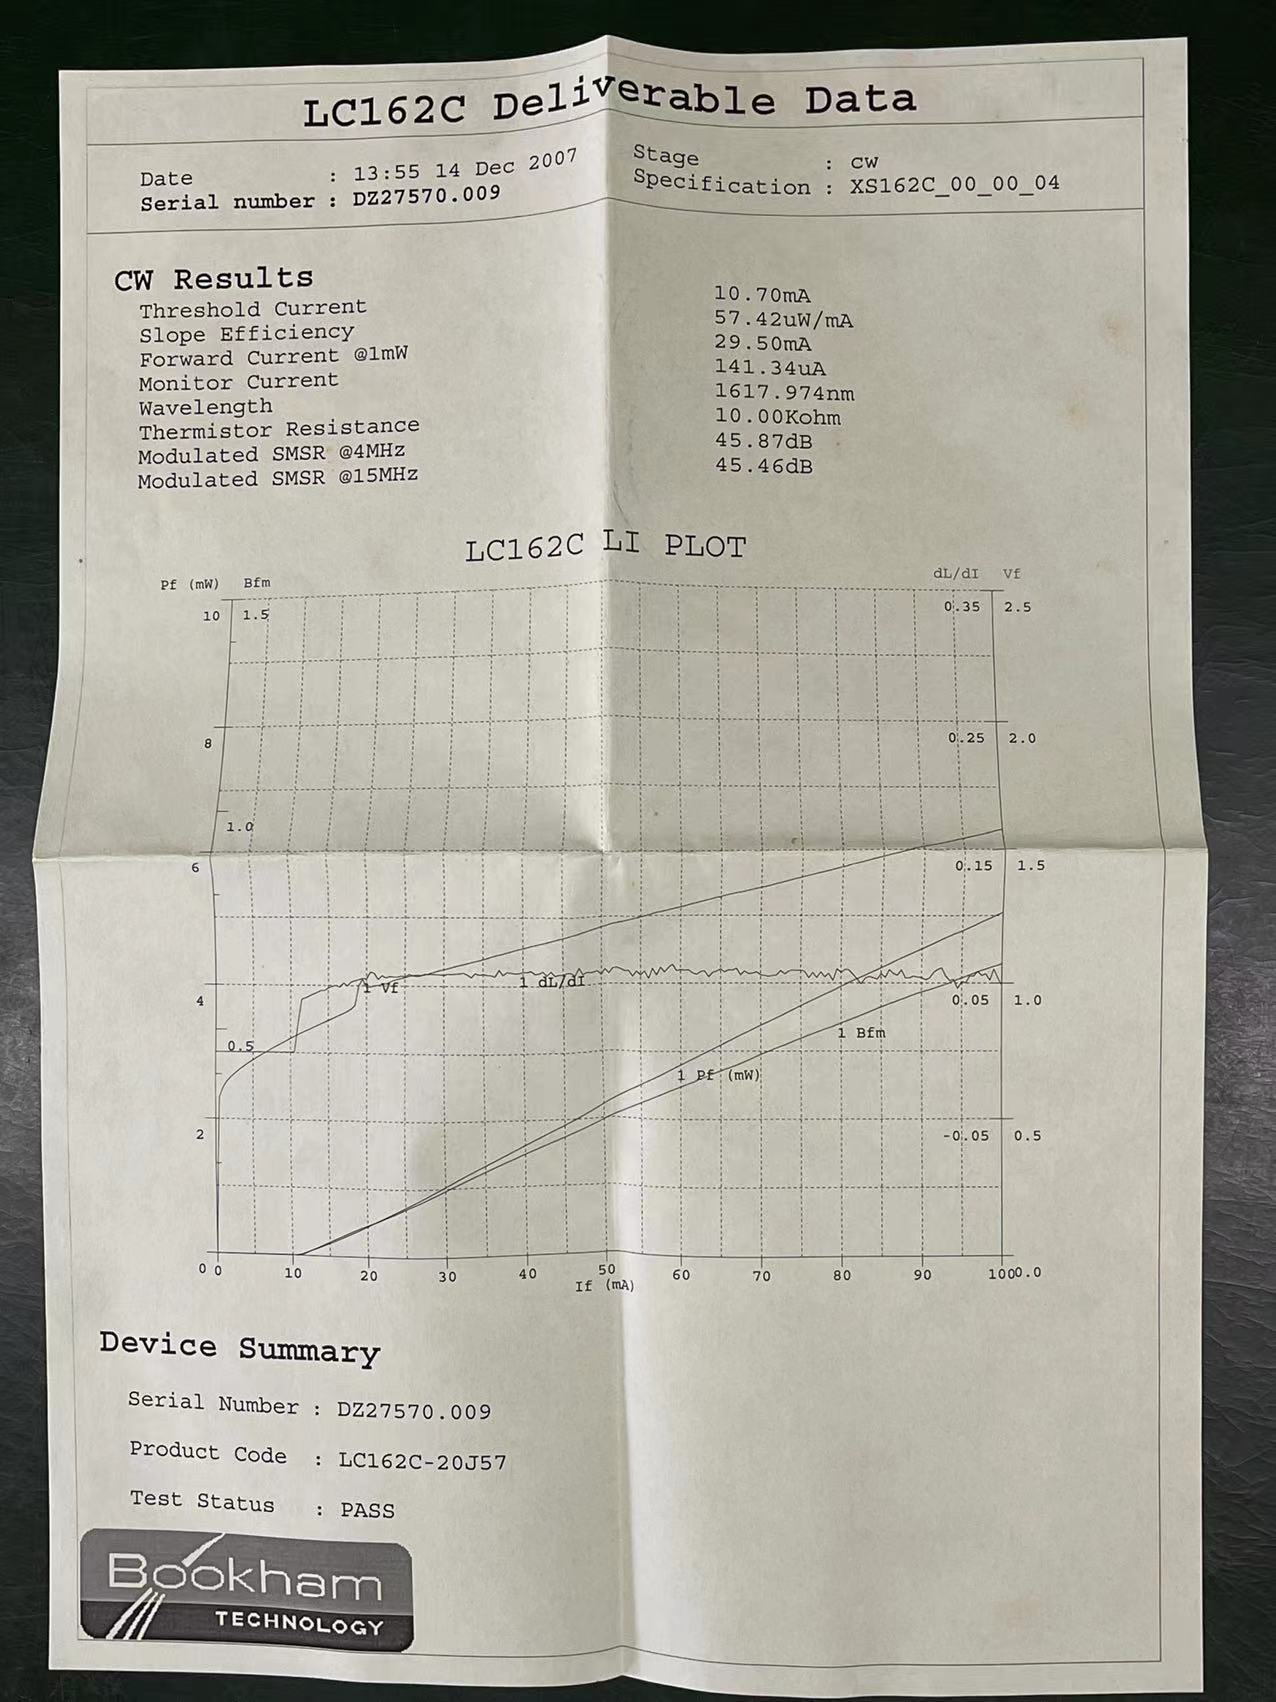 LC162C Deliverable Data
Date : 13:55 14 Dec 2007 Stage : CW
Serial number : DZ27570.009 Specification : XS162C_00_00_04
CW Results
Threshold Current 10.70mA
Slope Efficiency 57.42uW/mA
Forward Current @1mW 29.50mA
Monitor Current 141.34uA
Wavelength 1617.974nm
Thermistor Resistance 10.00Kohm
Modulated SMSR @4MHz 45.87dB
Modulated SMSR @15MHz 45.46dB
LC162C LI PLOT
Pf (mW) Bfm dL/dI Vf
10 1.5 0.35 2.5
8 0.25 2.0
1.0
6 0.15 1.5
1 Vf 1 dL/dI
4 0.05 1.0
1 Bfm
0.5
1 Pf (mW)
2 -0.05 0.5
0 0 10 20 30 40 50 60 70 80 90 100 0.0
If (mA)
Device Summary
Serial Number : DZ27570.009
Product Code : LC162C-20J57
Test Status : PASS
Bookham
TECHNOLOGY